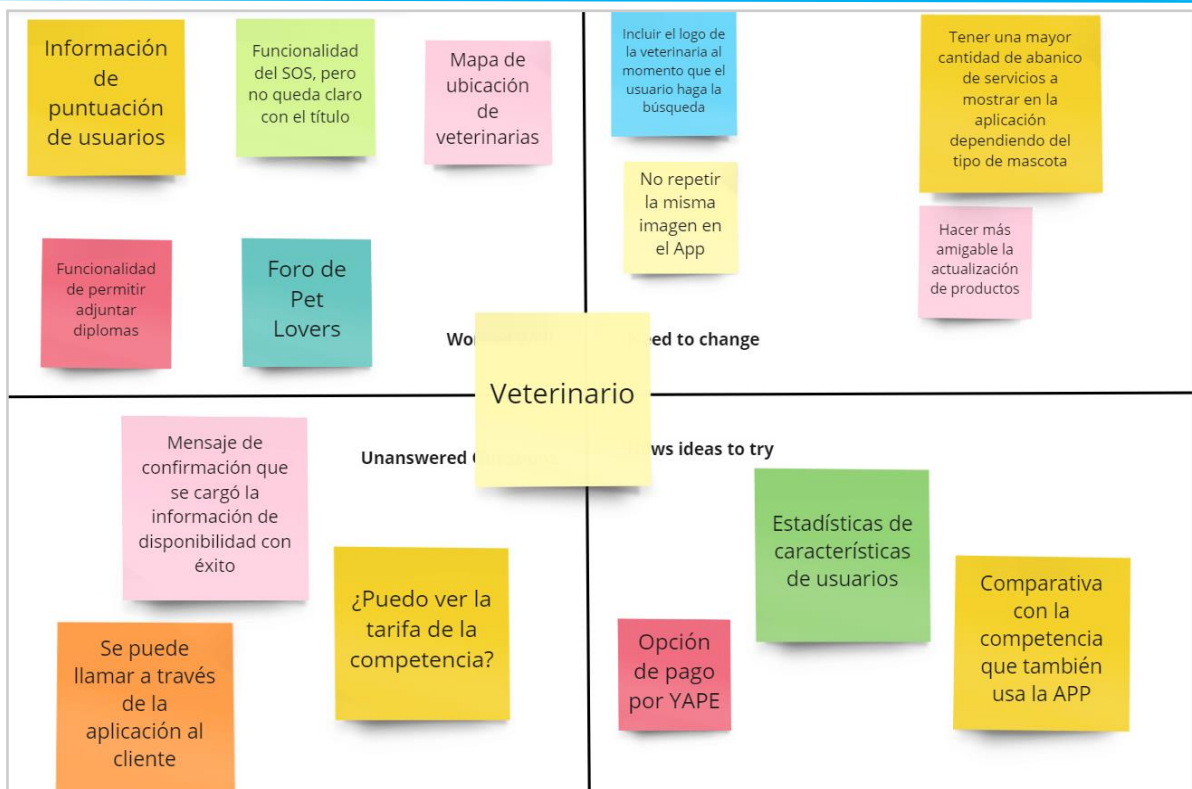 Información
de
puntuación
de usuarios
Funcionalidad
del SOS, pero
no queda claro
con el título
Mapa de
ubicación
de
veterinarias
Funcionalidad
de permitir
adjuntar
diplomas
Foro de
Pet
Lovers
Incluir el logo de
la veterinaria al
momento que el
usuario haga la
búsqueda
Tener una mayor
cantidad de abanico
de servicios a
mostrar en la
aplicación
dependiendo del
tipo de mascota
No repetir
la misma
imagen en
el App
Hacer más
amigable la
actualización
de productos
to change
Veterinario
Unanswered
ideas to try
Mensaje de
confirmación que
se cargó la
información de
disponibilidad con
éxito
¿Puedo ver la
tarifa de la
competencia?
Se puede
llamar a través
de la
aplicación al
cliente
Estadísticas de
características
de usuarios
Opción
de pago
por YAPE
Comparativa
con la
competencia
que también
usa la APP